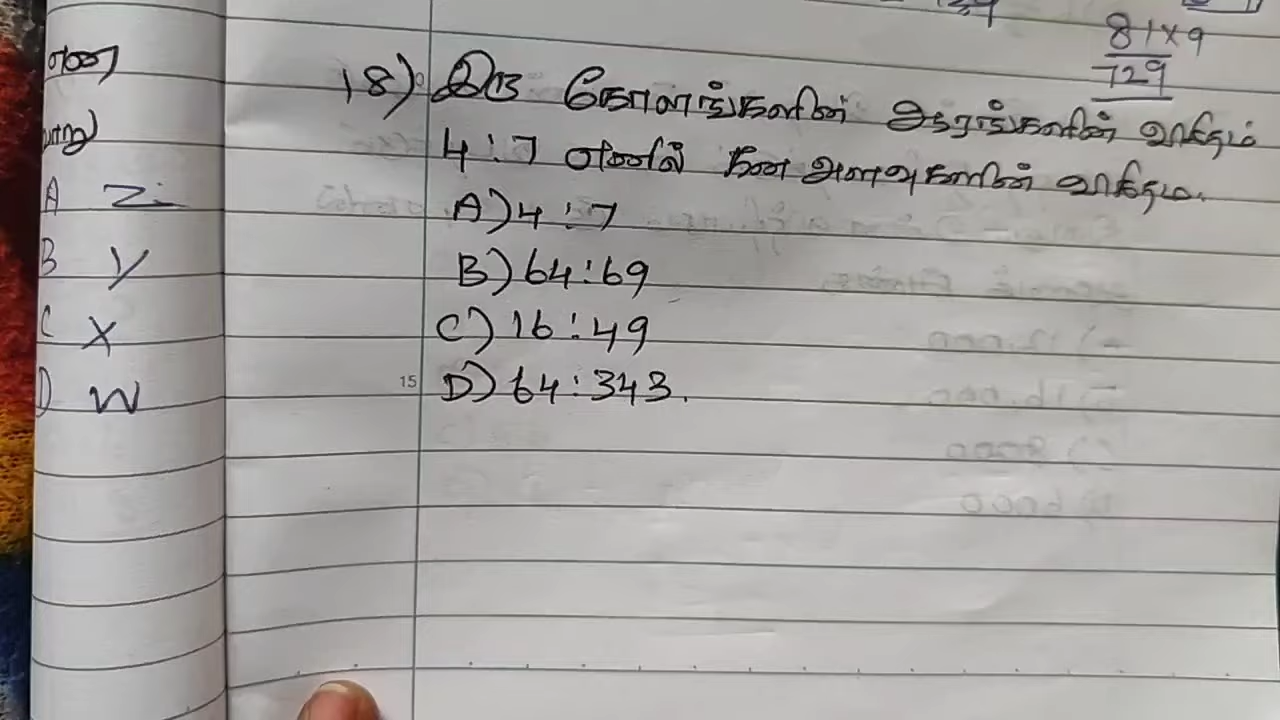 81×9
729
18) இரு கோளங்களின் ஆரங்களின் விகிதம்
4:7 எனில் கன அளவுகளின் விகிதம்.
A) 4:7
B) 64:69
C) 16:49
D) 64:343.
A Z
B Y
C X
D W
15